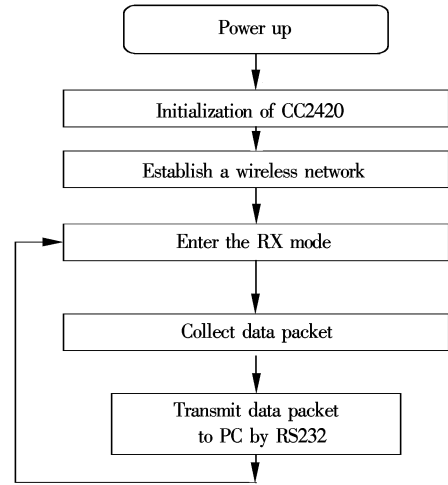 Power up
Initialization of CC2420
Establish a wireless network
Enter the RX mode
Collect data packet
Transmit data packet
to PC by RS232